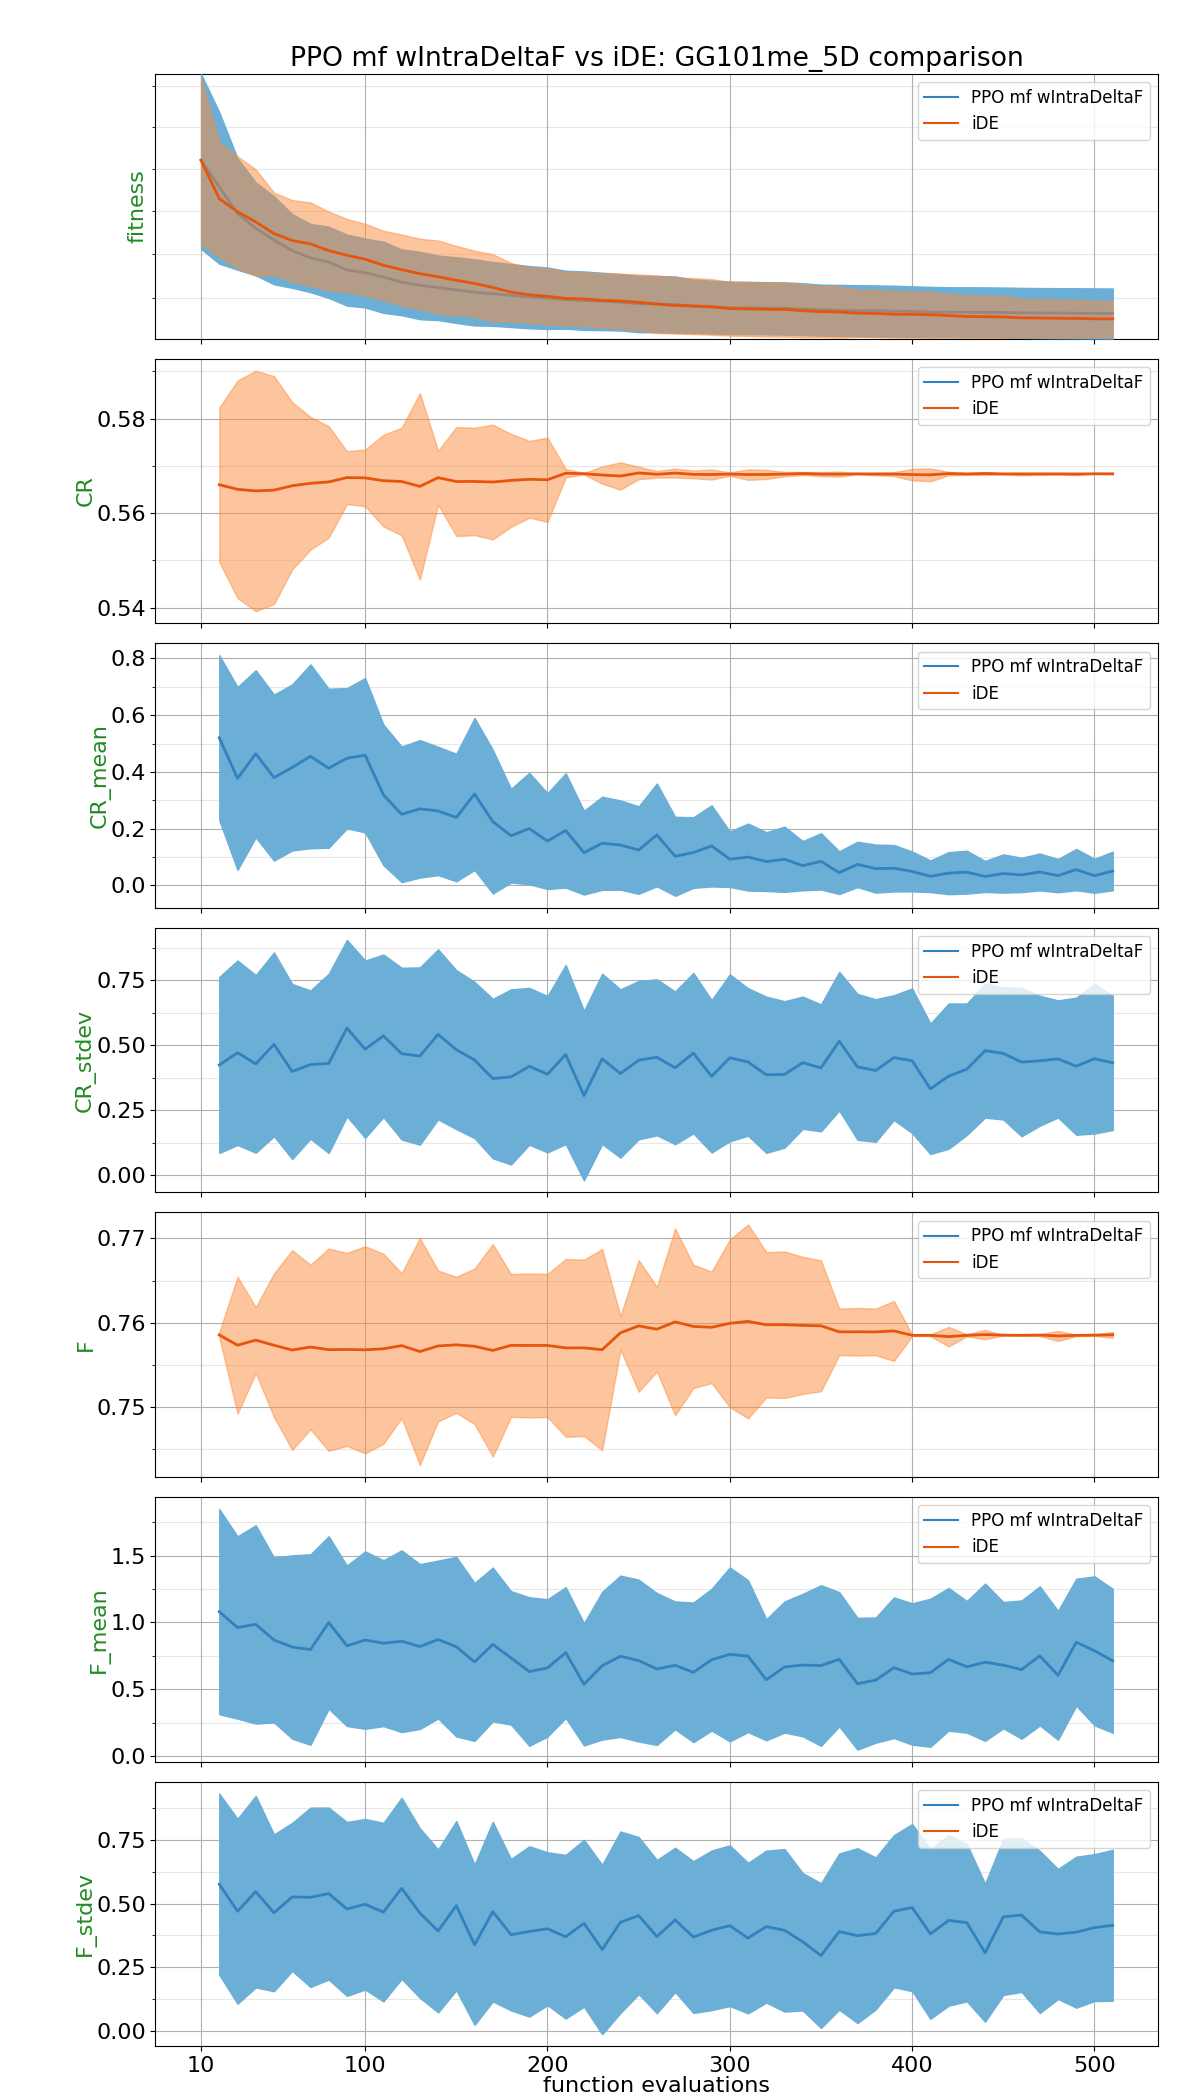 PPO mf wIntraDeltaF vs iDE: GG101me_5D comparison
fitness
PPO mf wIntraDeltaF
iDE
CR
0.58
0.56
0.54
PPO mf wIntraDeltaF
iDE
CR_mean
0.8
0.6
0.4
0.2
0.0
PPO mf wIntraDeltaF
iDE
CR_stdev
0.75
0.50
0.25
0.00
PPO mf wIntraDeltaF
iDE
F
0.77
0.76
0.75
PPO mf wIntraDeltaF
iDE
F_mean
1.5
1.0
0.5
0.0
PPO mf wIntraDeltaF
iDE
F_stdev
0.75
0.50
0.25
0.00
PPO mf wIntraDeltaF
iDE
10 100 200 300 400 500
function evaluations